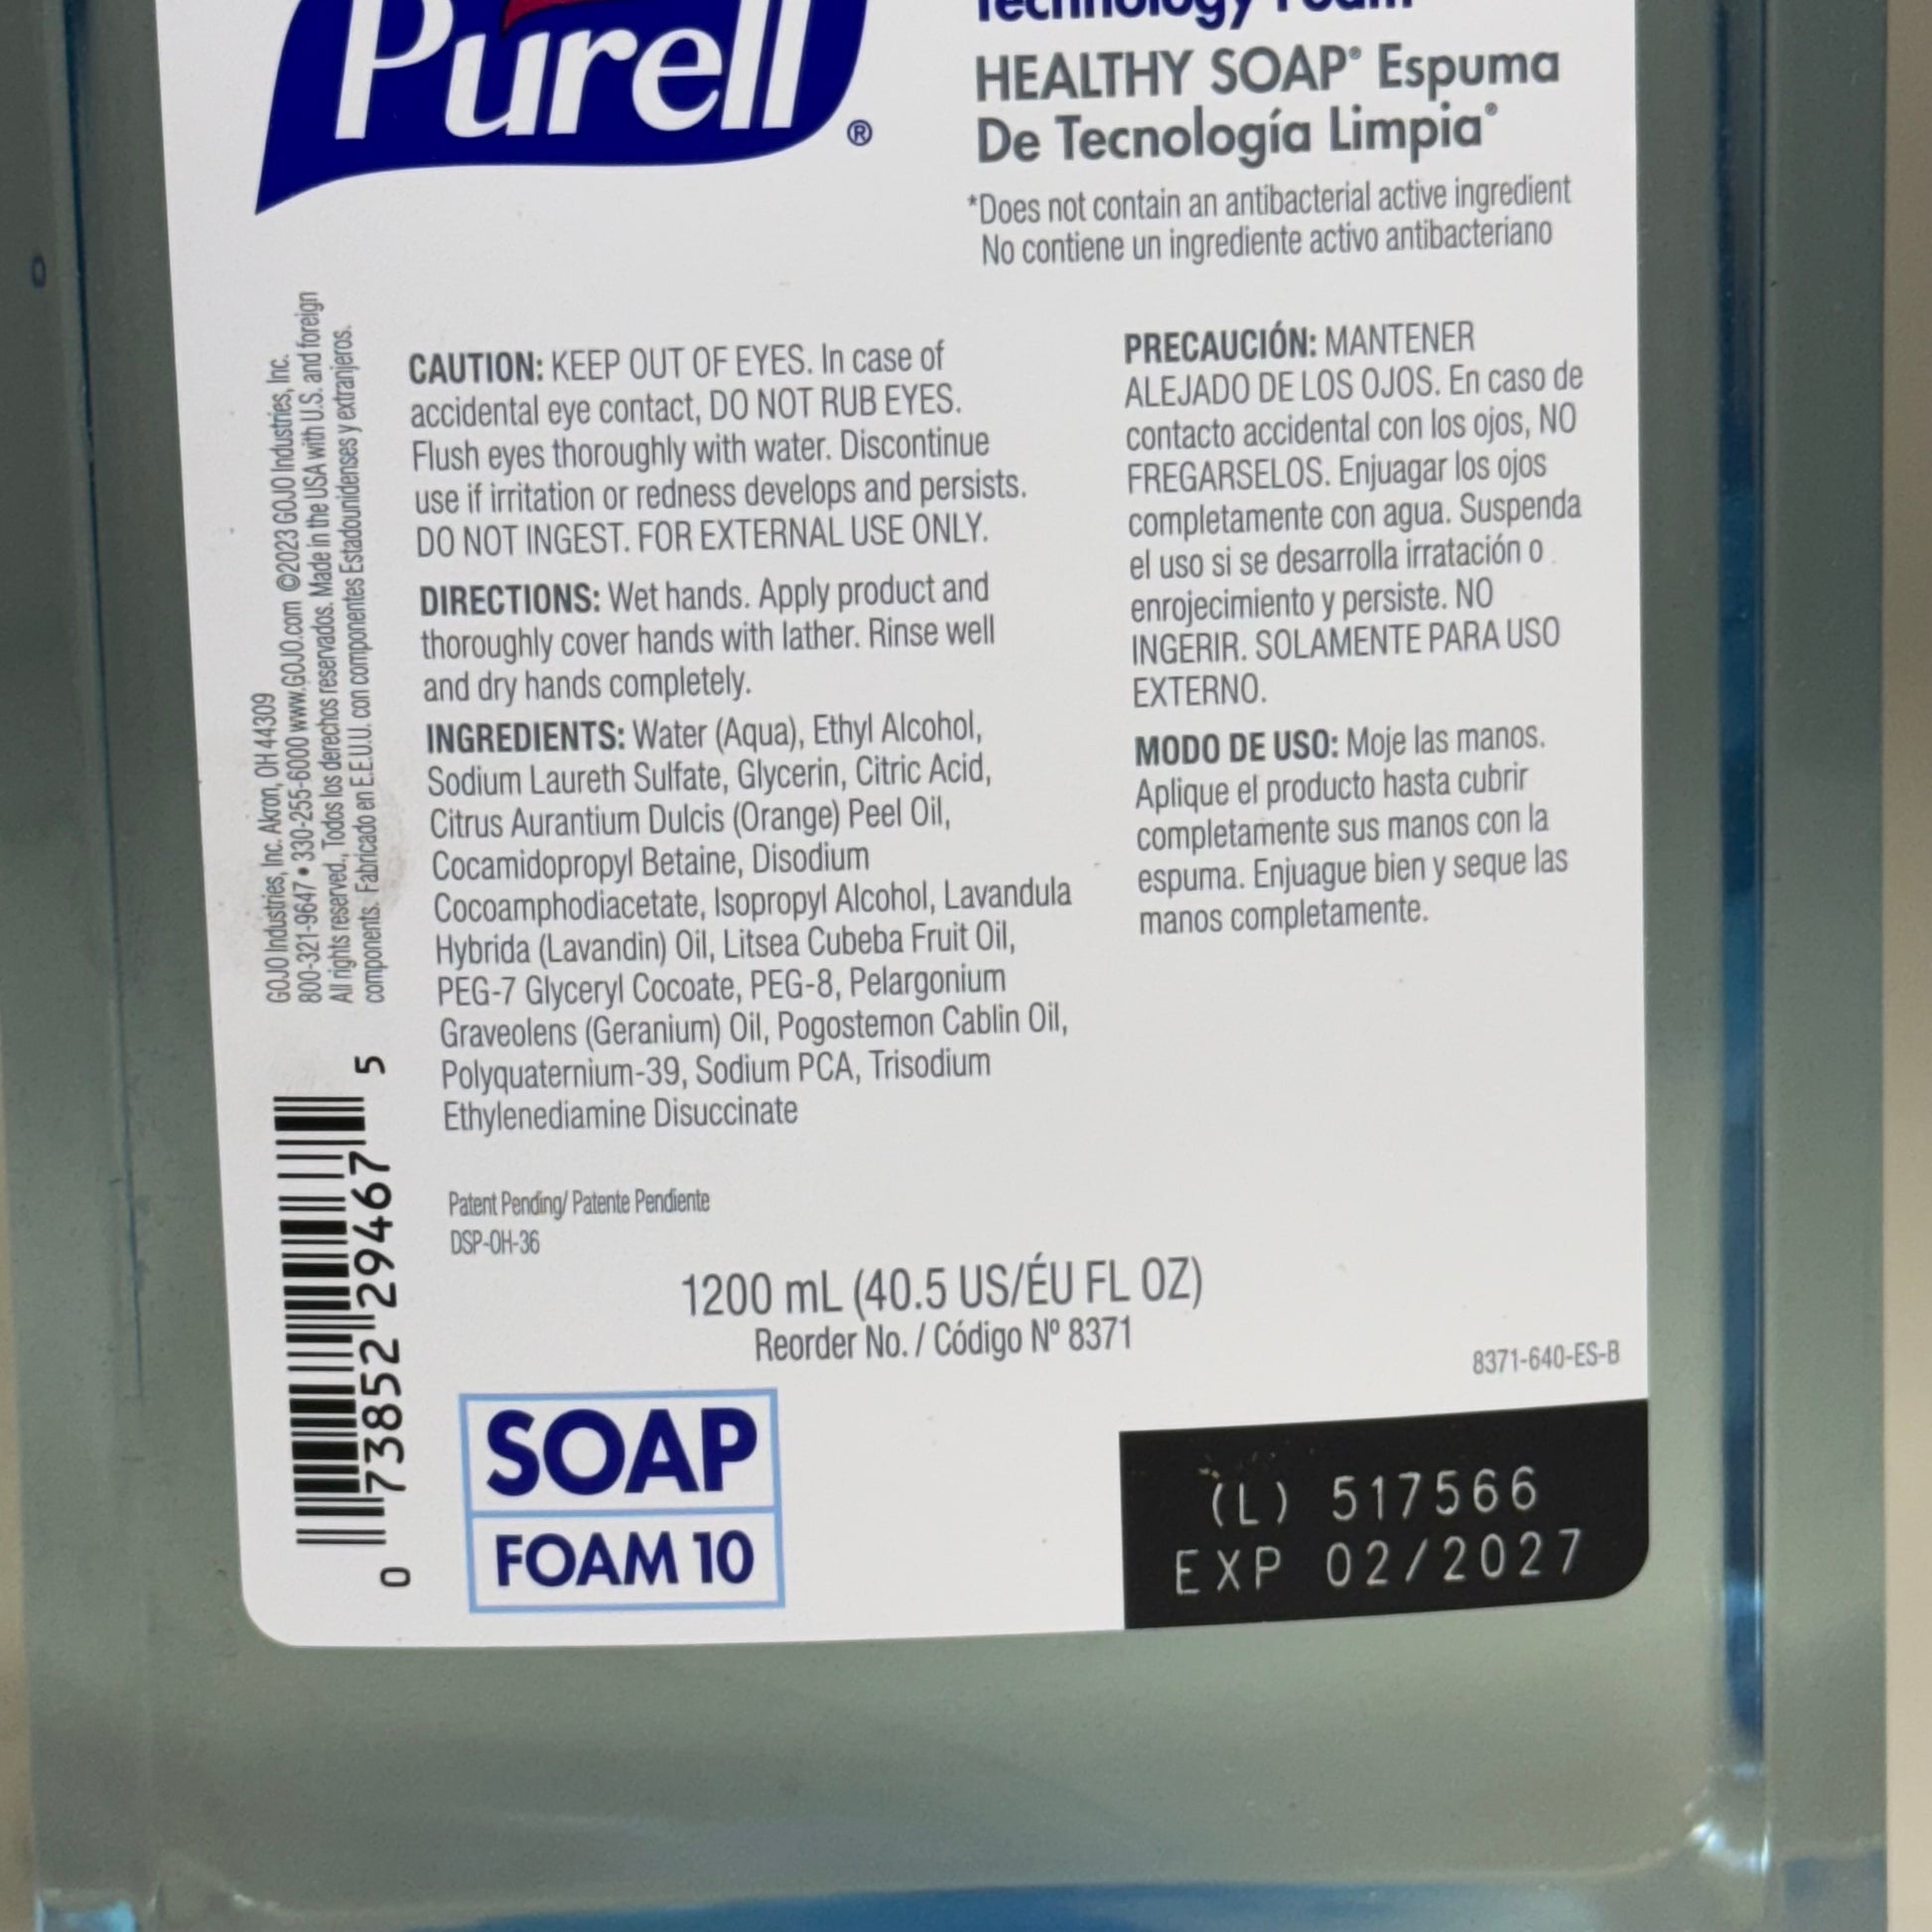 Purell®
Technology Foam
HEALTHY SOAP® Espuma
De Tecnología Limpia®
*Does not contain an antibacterial active ingredient
No contiene un ingrediente activo antibacteriano
GOJO Industries, Inc. Akron, OH 44309
800-321-9647 • 330-255-6000 www.GOJO.com ©2023 GOJO Industries, Inc.
All rights reserved., Todos los derechos reservados. Made in the USA with U.S. and foreign
components. Fabricado en E.E.U.U. con componentes Estadounidenses y extranjeros.
CAUTION: KEEP OUT OF EYES. In case of
accidental eye contact, DO NOT RUB EYES.
Flush eyes thoroughly with water. Discontinue
use if irritation or redness develops and persists.
DO NOT INGEST. FOR EXTERNAL USE ONLY.
DIRECTIONS: Wet hands. Apply product and
thoroughly cover hands with lather. Rinse well
and dry hands completely.
INGREDIENTS: Water (Aqua), Ethyl Alcohol,
Sodium Laureth Sulfate, Glycerin, Citric Acid,
Citrus Aurantium Dulcis (Orange) Peel Oil,
Cocamidopropyl Betaine, Disodium
Cocoamphodiacetate, Isopropyl Alcohol, Lavandula
Hybrida (Lavandin) Oil, Litsea Cubeba Fruit Oil,
PEG-7 Glyceryl Cocoate, PEG-8, Pelargonium
Graveolens (Geranium) Oil, Pogostemon Cablin Oil,
Polyquaternium-39, Sodium PCA, Trisodium
Ethylenediamine Disuccinate
PRECAUCIÓN: MANTENER
ALEJADO DE LOS OJOS. En caso de
contacto accidental con los ojos, NO
FREGARSELOS. Enjuagar los ojos
completamente con agua. Suspenda
el uso si se desarrolla irratación o
enrojecimiento y persiste. NO
INGERIR. SOLAMENTE PARA USO
EXTERNO.
MODO DE USO: Moje las manos.
Aplique el producto hasta cubrir
completamente sus manos con la
espuma. Enjuague bien y seque las
manos completamente.
0 73852 29467 5
Patent Pending/ Patente Pendiente
DSP-OH-36
1200 mL (40.5 US/ÉU FL OZ)
Reorder No. / Código Nº 8371
8371-640-ES-B
SOAP
FOAM 10
(L) 517566
EXP 02/2027